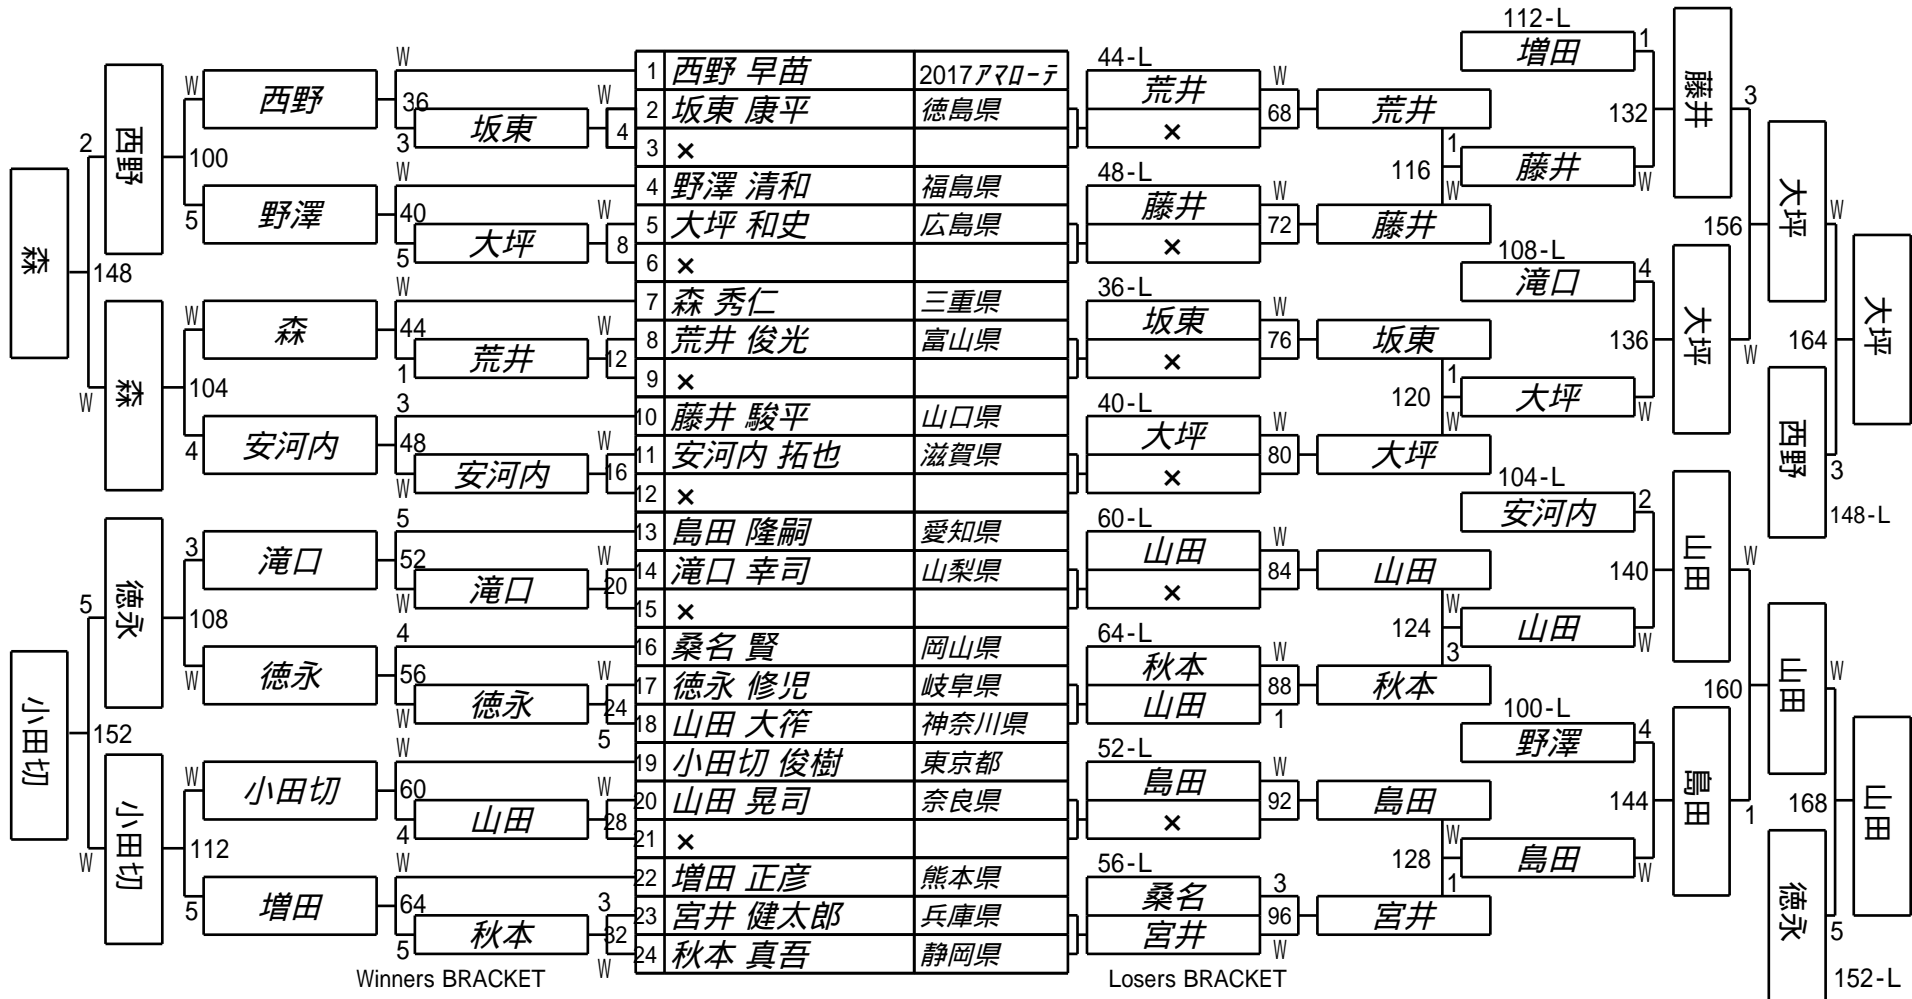 112-L
W
44-L
増田 1
1 西野 早苗 2017アマローテ
西野 W 36 W
荒井 W
藤井 3
2 坂東 康平 徳島県
坂東 4
× 68 荒井
132
2 西野
3
3 ×
1
大坪
100
W
48-L
116 藤井 W
4 野澤 清和 福島県
野澤 5 40 W
藤井 W
大坪 W
5 大坪 和史 広島県
大坪 8
× 72 藤井 W
156
森
5
6 ×
108-L
148
W
36-L
滝口 4
7 森 秀仁 三重県
森 W 44 W
坂東 W
大坪
8 荒井 俊光 富山県
荒井 12
× 76 坂東
136 W 164
大坪
森
1
9 ×
1
W 104
3
40-L
120 大坪 W
10 藤井 駿平 山口県
安河内 4 48 W
大坪 W
西野 3
11 安河内 拓也 滋賀県
安河内 16
× 80 大坪 W
W
12 ×
104-L
148-L
5
60-L
安河内 2
13 島田 隆嗣 愛知県
滝口 3 52 W
山田 W
山田 W
14 滝口 幸司 山梨県
滝口 20
× 84 山田
140
5 徳永
W
15 ×
W
108
4
64-L
124 山田 W
16 桑名 賢 岡山県
徳永 W 56 W
秋本 W
山田 W
17 徳永 修児 岐阜県
徳永 24
山田 88 秋本 3
160
小田切
W
18 山田 大筰 神奈川県
5
1
100-L
152
W
52-L
野澤 4
19 小田切 俊樹 東京都
小田切 W 60 W
島田 W
島田 1
20 山田 晃司 奈良県
山田 28
× 92 島田
144 168
山田
小田切
4
21 ×
W
W 112
W
56-L
128 島田 W
22 増田 正彦 熊本県
増田 5 64 3
桑名 3
徳永 5
23 宮井 健太郎 兵庫県
秋本 32
宮井 96 宮井 1
5
24 秋本 真吾 静岡県
W
W
152-L
Winners BRACKET
Losers BRACKET